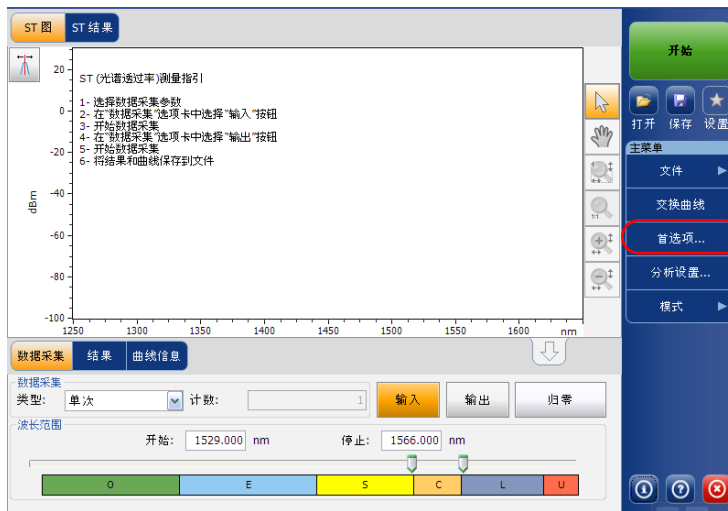 ST 图 ST 结果
ST (光谱透过率)测量指引
1- 选择数据采集参数
2- 在"数据采集"选项卡中选择"输入"按钮
3- 开始数据采集
4- 在"数据采集"选项卡中选择"输出"按钮
5- 开始数据采集
6- 将结果和曲线保存到文件
dBm
20
0
-20
-40
-60
-80
-100
1250 1300 1350 1400 1450 1500 1550 1600 nm
1:1
数据采集 结果 曲线信息
数据采集
类型: 单次 计数: 1 输入 输出 归零
波长范围
开始: 1529.000 nm 停止: 1566.000 nm
O E S C L U
开始
打开 保存 设置
主菜单
文件
交换曲线
首选项...
分析设置...
模式